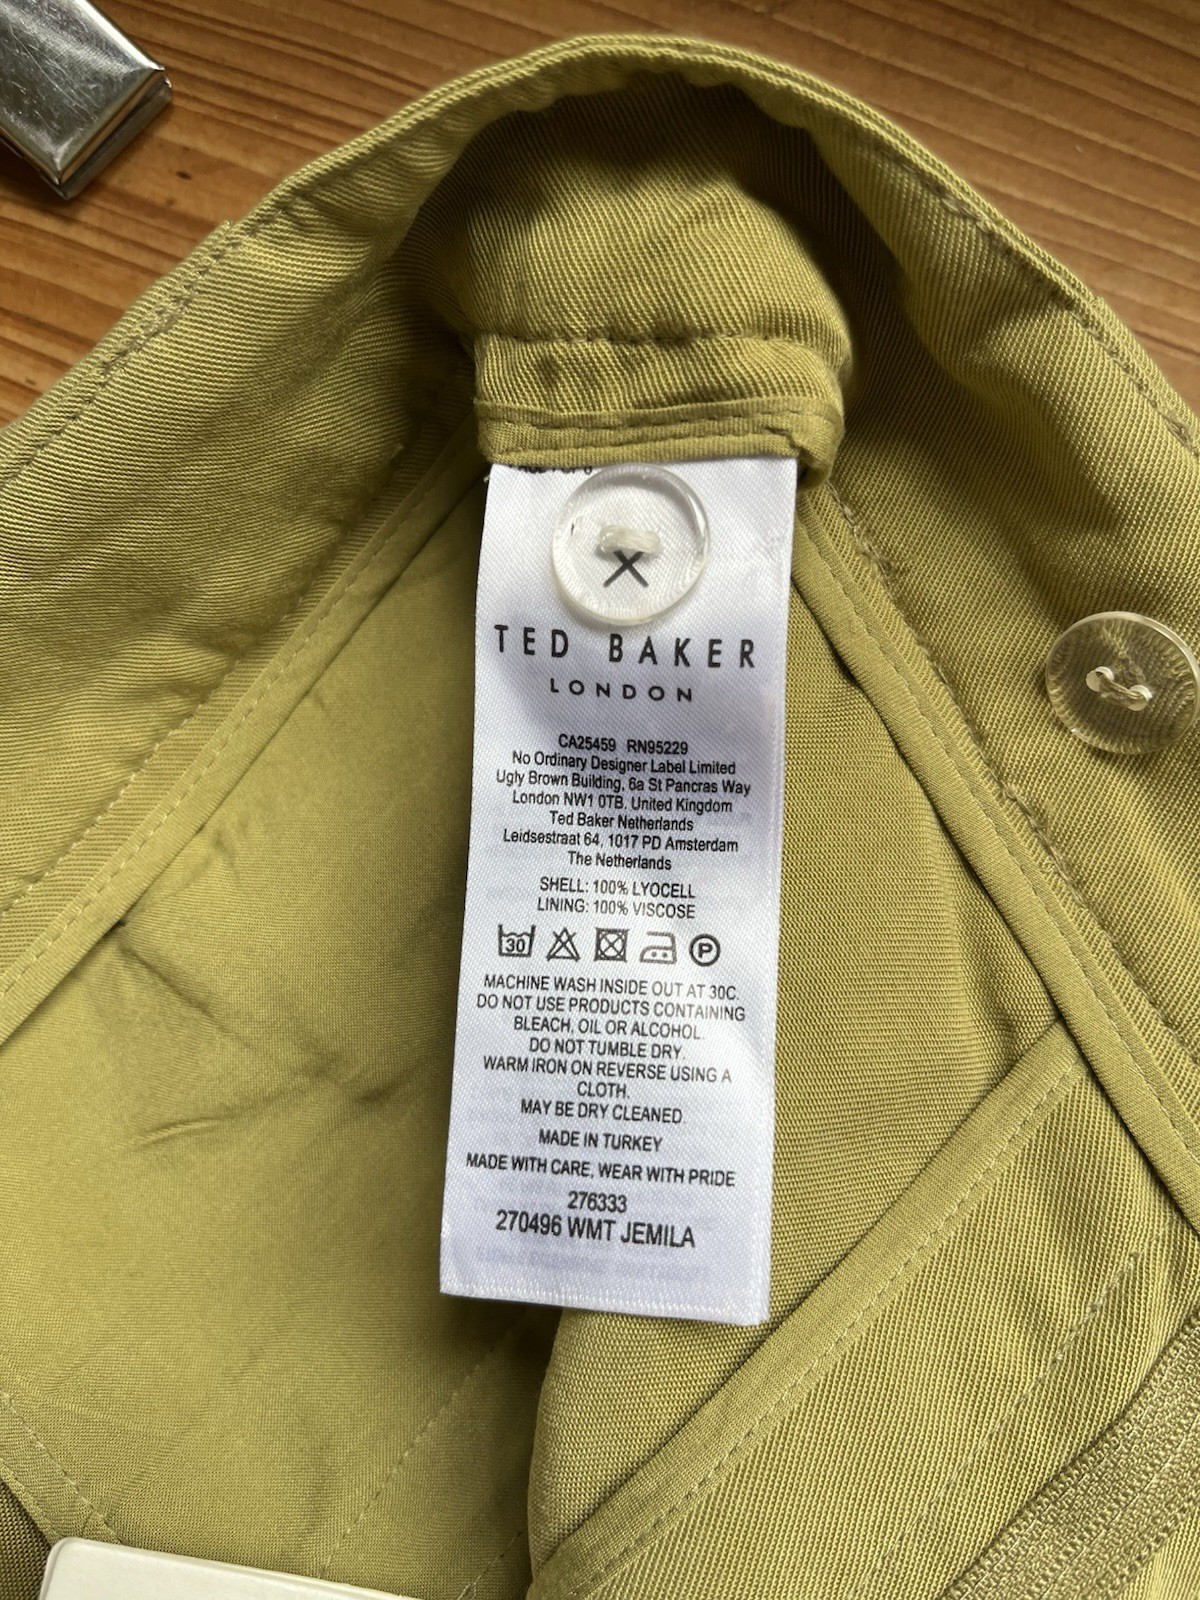 TED BAKER
LONDON
CA25459 RN95229
No Ordinary Designer Label Limited
Ugly Brown Building, 6a St Pancras Way
London NW1 0TB. United Kingdom
Ted Baker Netherlands
Leidsestraat 64, 1017 PD Amsterdam
The Netherlands
SHELL: 100% LYOCELL
LINING: 100% VISCOSE
30 P
MACHINE WASH INSIDE OUT AT 30C.
DO NOT USE PRODUCTS CONTAINING
BLEACH, OIL OR ALCOHOL.
DO NOT TUMBLE DRY.
WARM IRON ON REVERSE USING A
CLOTH.
MAY BE DRY CLEANED.
MADE IN TURKEY
MADE WITH CARE, WEAR WITH PRIDE
276333
270496 WMT JEMILA